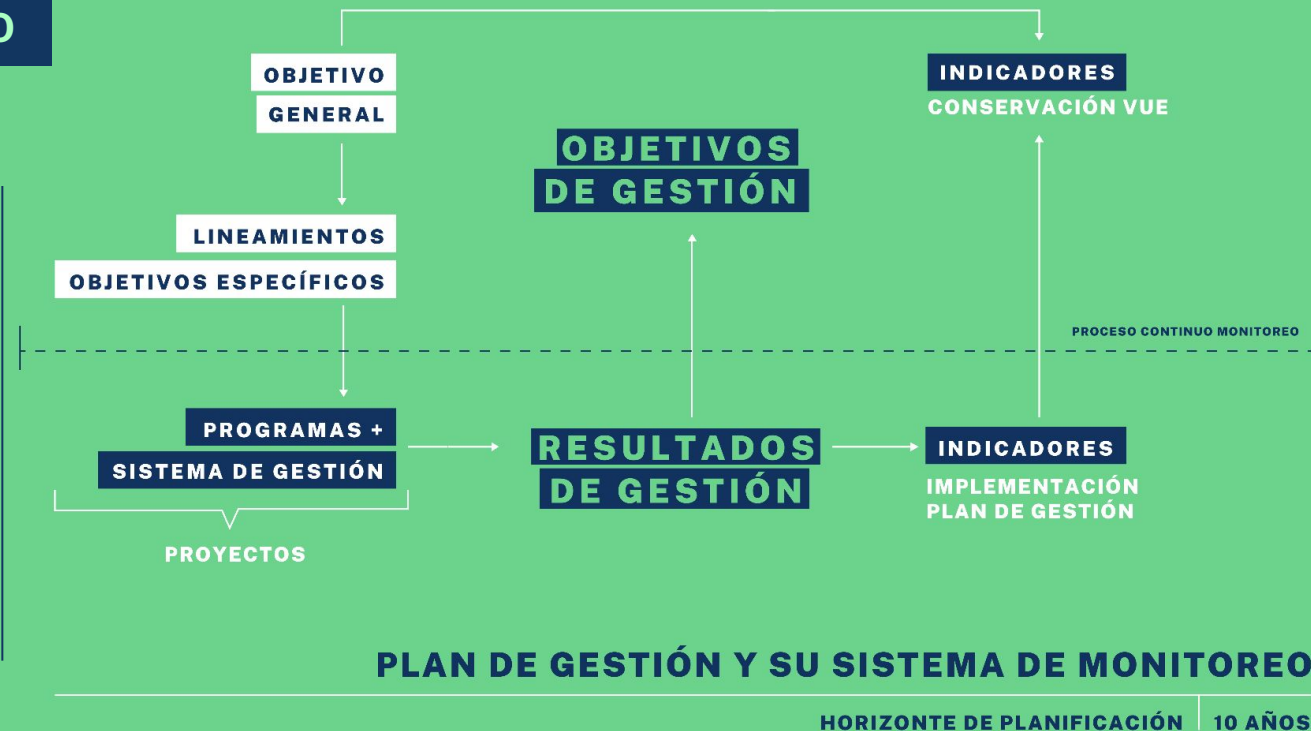 O
OBJETIVO
GENERAL
LINEAMIENTOS
OBJETIVOS ESPECÍFICOS
OBJETIVOS
DE GESTIÓN
INDICADORES
CONSERVACIÓN VUE
PROCESO CONTINUO MONITOREO
PROGRAMAS +
SISTEMA DE GESTIÓN
PROYECTOS
RESULTADOS
DE GESTIÓN
INDICADORES
IMPLEMENTACIÓN
PLAN DE GESTIÓN
PLAN DE GESTIÓN Y SU SISTEMA DE MONITOREO
HORIZONTE DE PLANIFICACIÓN 10 AÑOS